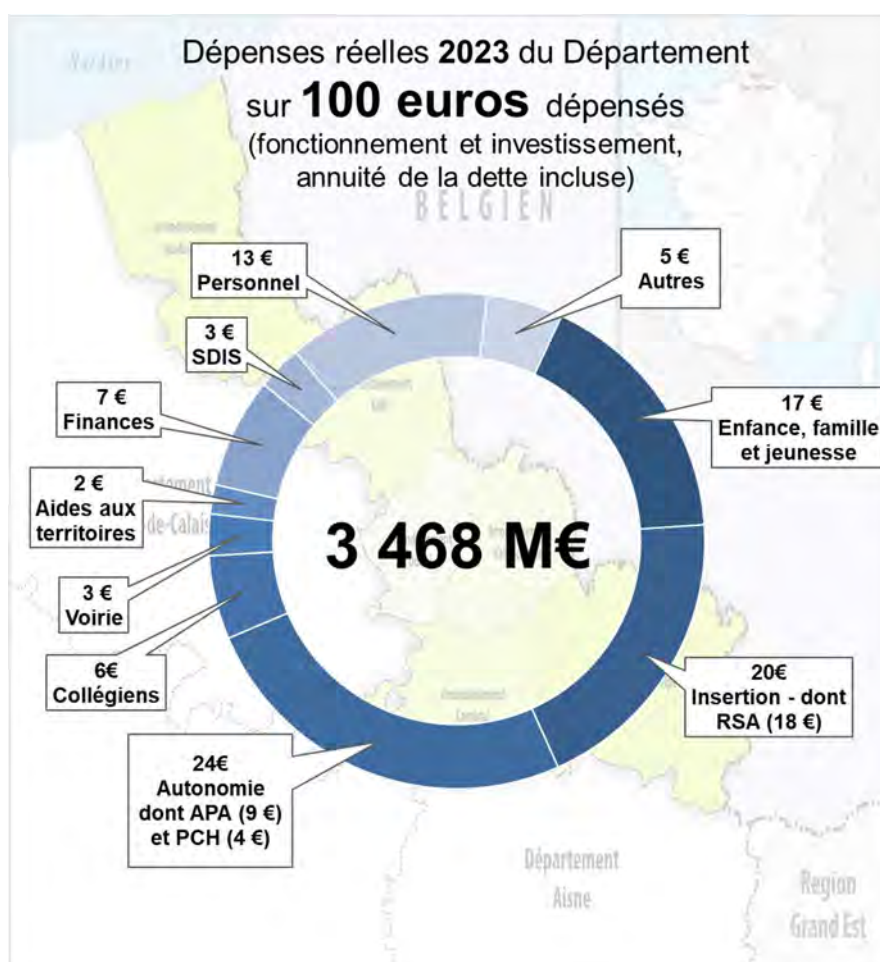 Dépenses réelles 2023 du Département
sur 100 euros dépensés
(fonctionnement et investissement,
annuité de la dette incluse)
BELGIEN
13 €
Personnel
5 €
Autres
3 €
SDIS
7 €
Finances
17 €
Enfance, famille
et jeunesse
2 €
Aides aux
territoires
de-Calais
3 468 M€
3 €
Voirie
6€
Collégiens
20€
Insertion - dont
RSA (18 €)
24€
Autonomie
dont APA (9 €)
et PCH (4 €)
Département
Aisne
Region
Grand Est